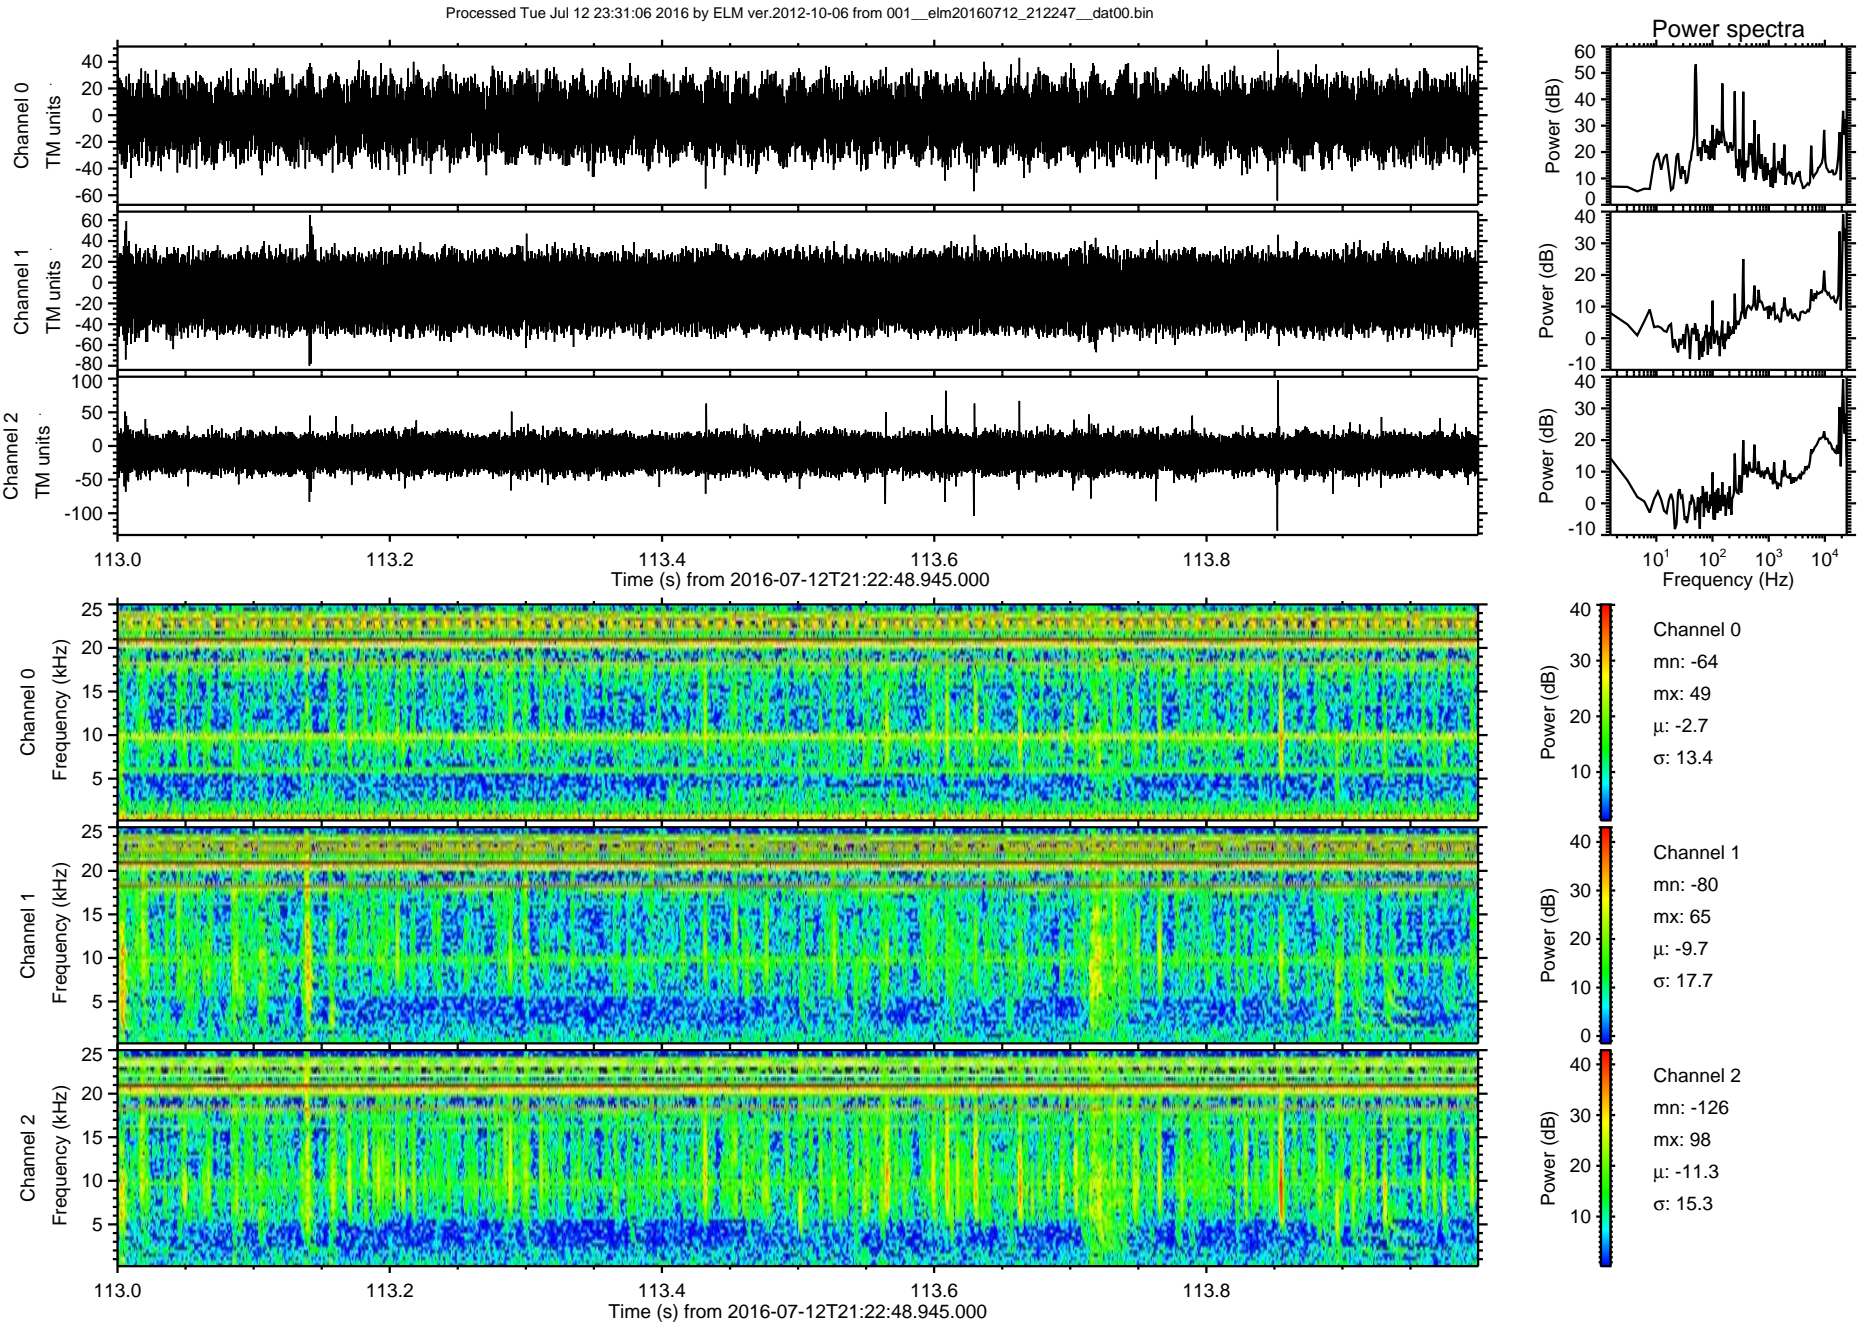 Processed Tue Jul 12 23:31:06 2016 by ELM ver.2012-10-06 from 001__elm20160712_212247__dat00.bin
Power spectra
Channel 0
TM units
40
20
0
-20
-40
-60
Power (dB)
60
50
40
30
20
10
0
Channel 1
TM units
60
40
20
0
-20
-40
-60
-80
Power (dB)
40
30
20
10
0
-10
Channel 2
TM units
100
50
0
-50
-100
Power (dB)
40
30
20
10
0
-10
113.0 113.2 113.4 113.6 113.8
Time (s) from 2016-07-12T21:22:48.945.000
10¹ 10² 10³ 10⁴
Frequency (Hz)
Channel 0
Frequency (kHz)
25
20
15
10
5
Power (dB)
40
30
20
10
Channel 0
mn: -64
mx: 49
μ: -2.7
σ: 13.4
Channel 1
Frequency (kHz)
25
20
15
10
5
Power (dB)
40
30
20
10
0
Channel 1
mn: -80
mx: 65
μ: -9.7
σ: 17.7
Channel 2
Frequency (kHz)
25
20
15
10
5
Power (dB)
40
30
20
10
Channel 2
mn: -126
mx: 98
μ: -11.3
σ: 15.3
113.0 113.2 113.4 113.6 113.8
Time (s) from 2016-07-12T21:22:48.945.000